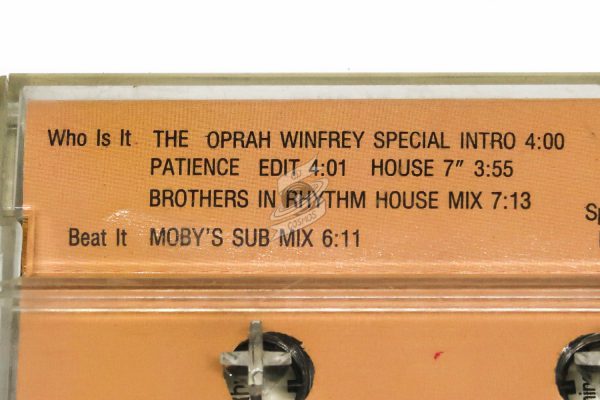 Who Is It THE OPRAH WINFREY SPECIAL INTRO 4:00
PATIENCE EDIT 4:01 HOUSE 7" 3:55
BROTHERS IN RHYTHM HOUSE MIX 7:13
Beat It MOBY'S SUB MIX 6:11
COSMOS